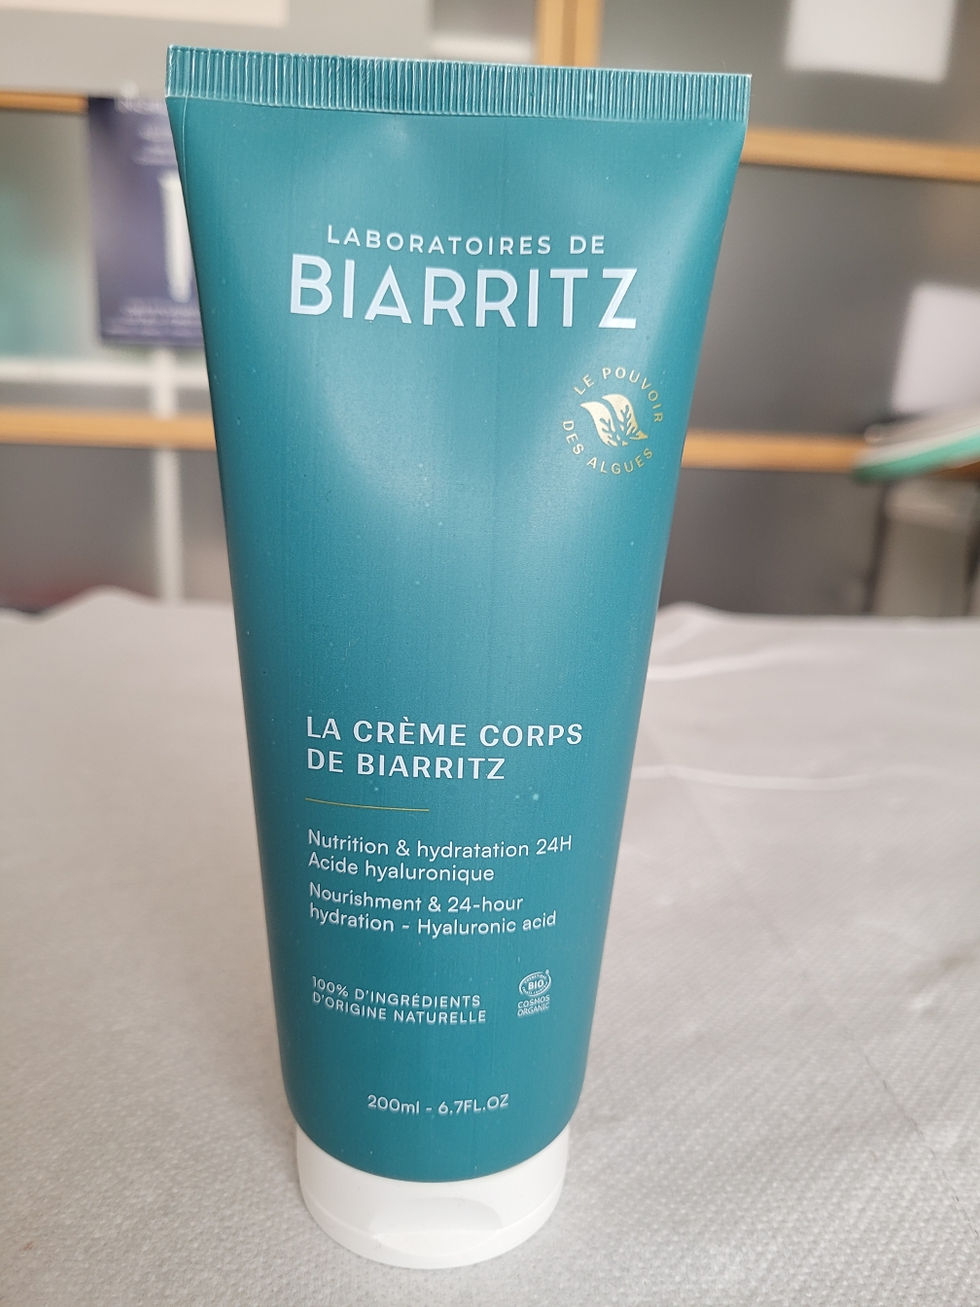 LABORATOIRES DE
BIARRITZ
LE POUVOIR
DES ALGUES
LA CRÈME CORPS
DE BIARRITZ
Nutrition & hydratation 24H
Acide hyaluronique
Nourishment & 24-hour
hydration - Hyaluronic acid
100% D'INGRÉDIENTS
D'ORIGINE NATURELLE
BIO
COSMOS
ORGANIC
200ml - 6.7FL.OZ